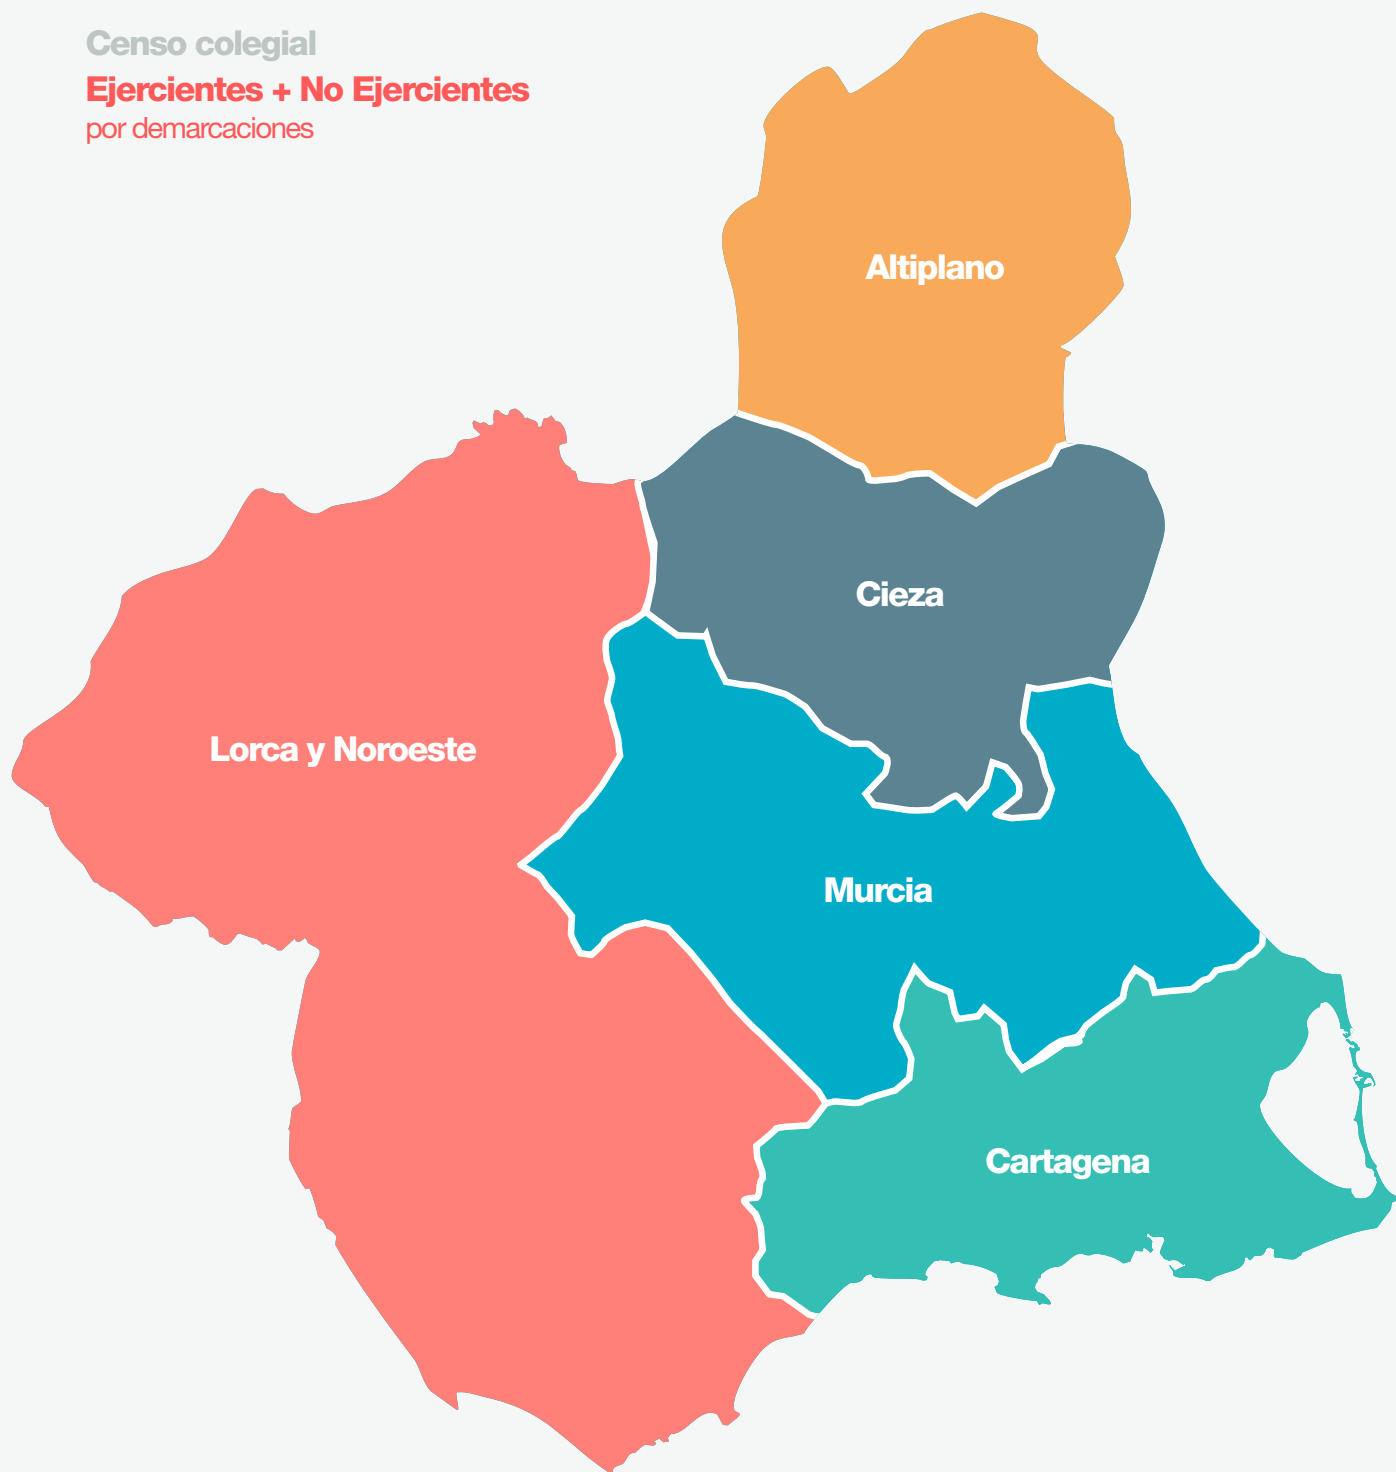 Censo colegial
Ejercientes + No Ejercientes
por demarcaciones
Altiplano
Cieza
Lorca y Noroeste
Murcia
Cartagena